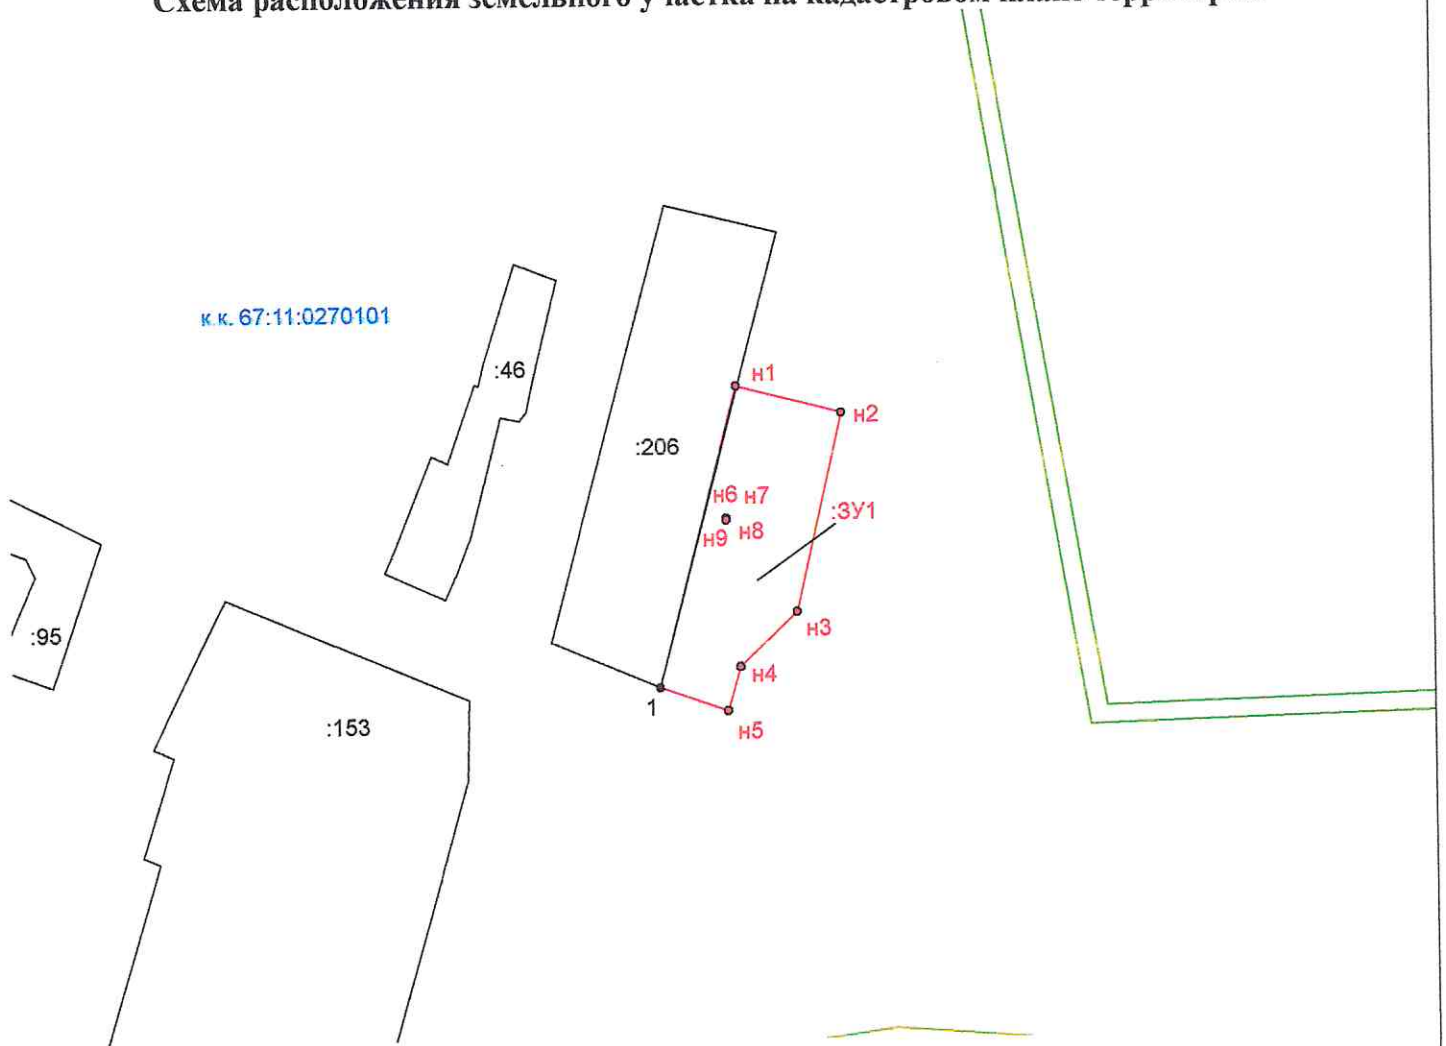 Схема расположения земельного участка на кадастровом плане территории
к.к. 67:11:0270101
:46
н1
н2
:206
н6 н7
н9 н8
:ЗУ1
:95
н3
н4
1
н5
:153